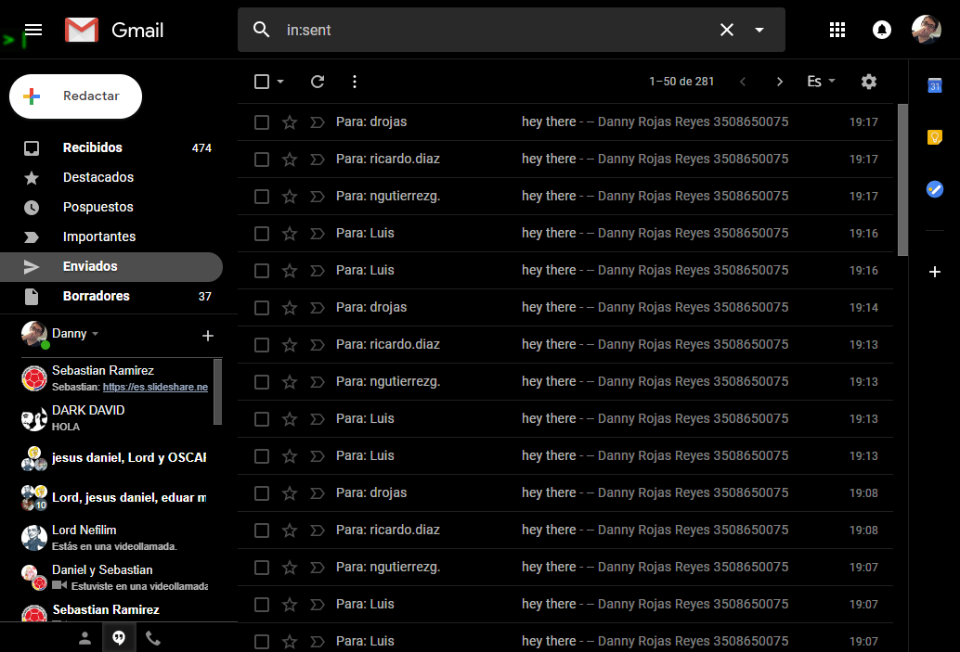 Gmail
in:sent
Redactar
1–50 de 281
Es
Recibidos 474
Destacados
Pospuestos
Importantes
Enviados
Borradores 37
Danny
Sebastian Ramirez
Sebastian: https://es.slideshare.ne
DARK DAVID
HOLA
jesus daniel, Lord y OSCAR
Lord, jesus daniel, eduar m
10
Lord Nefilim
Estás en una videollamada.
Daniel y Sebastian
Estuviste en una videollamada
Sebastian Ramirez
Para: drojas hey there - -- Danny Rojas Reyes 3508650075 19:17
Para: ricardo.diaz hey there - -- Danny Rojas Reyes 3508650075 19:17
Para: ngutierrezg. hey there - -- Danny Rojas Reyes 3508650075 19:17
Para: Luis hey there - -- Danny Rojas Reyes 3508650075 19:16
Para: Luis hey there - -- Danny Rojas Reyes 3508650075 19:16
Para: drojas hey there - -- Danny Rojas Reyes 3508650075 19:14
Para: ricardo.diaz hey there - -- Danny Rojas Reyes 3508650075 19:13
Para: ngutierrezg. hey there - -- Danny Rojas Reyes 3508650075 19:13
Para: Luis hey there - -- Danny Rojas Reyes 3508650075 19:13
Para: Luis hey there - -- Danny Rojas Reyes 3508650075 19:13
Para: drojas hey there - -- Danny Rojas Reyes 3508650075 19:08
Para: ricardo.diaz hey there - -- Danny Rojas Reyes 3508650075 19:08
Para: ngutierrezg. hey there - -- Danny Rojas Reyes 3508650075 19:07
Para: Luis hey there - -- Danny Rojas Reyes 3508650075 19:07
Para: Luis hey there - -- Danny Rojas Reyes 3508650075 19:07
31